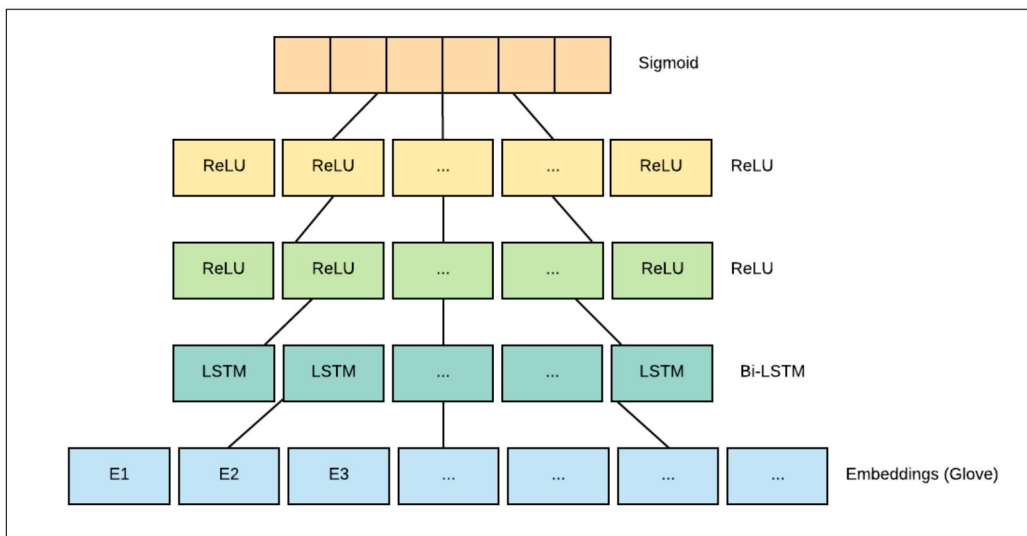 Sigmoid
ReLU ReLU ... ... ReLU ReLU
ReLU ReLU ... ... ReLU ReLU
LSTM LSTM ... ... LSTM Bi-LSTM
E1 E2 E3 ... ... ... ... Embeddings (Glove)